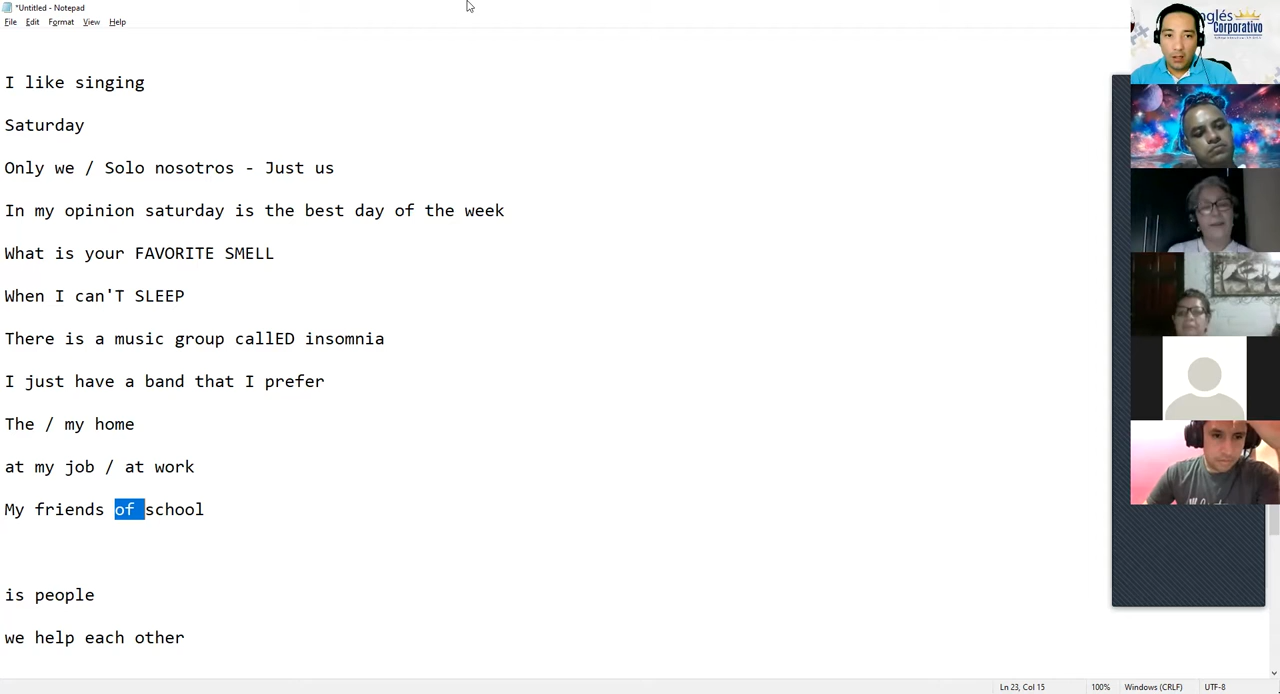 *Untitled - Notepad
File Edit Format View Help
Inglés
Corporativo
I like singing
Saturday
Only we / Solo nosotros - Just us
In my opinion saturday is the best day of the week
What is your FAVORITE SMELL
When I can'T SLEEP
There is a music group callED insomnia
I just have a band that I prefer
The / my home
at my job / at work
My friends of school
is people
we help each other
Ln 23, Col 15 100% Windows (CRLF) UTF-8